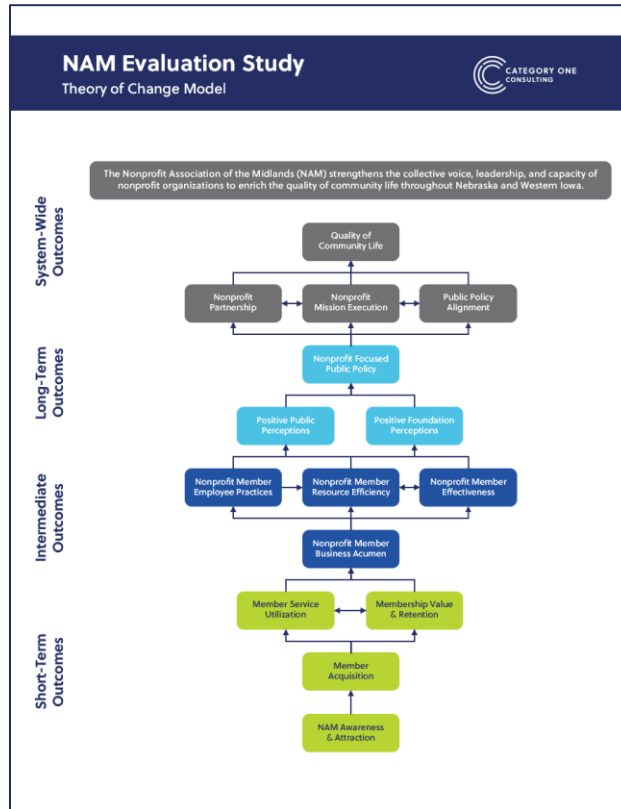 NAM Evaluation Study
Theory of Change Model
CATEGORY ONE
CONSULTING
The Nonprofit Association of the Midlands (NAM) strengthens the collective voice, leadership, and capacity of
nonprofit organizations to enrich the quality of community life throughout Nebraska and Western Iowa.
System-Wide
Outcomes
Quality of
Community Life
Nonprofit
Partnership
Nonprofit
Mission Execution
Public Policy
Alignment
Long-Term
Outcomes
Nonprofit Focused
Public Policy
Positive Public
Perceptions
Positive Foundation
Perceptions
Intermediate
Outcomes
Nonprofit Member
Employee Practices
Nonprofit Member
Resource Efficiency
Nonprofit Member
Effectiveness
Nonprofit Member
Business Acumen
Short-Term
Outcomes
Member Service
Utilization
Membership Value
& Retention
Member
Acquisition
NAM Awareness
& Attraction